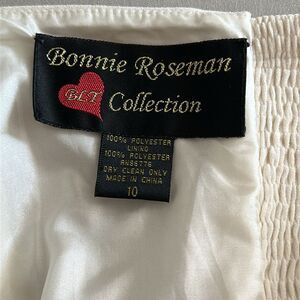 Bonnie Roseman
BLT Collection
100% POLYESTER
LINING
100% POLYESTER
RN86776
DRY CLEAN ONLY
MADE IN CHINA
10